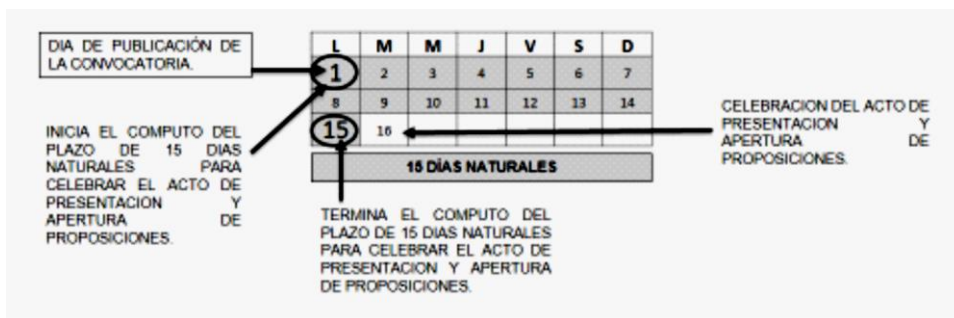 DIA DE PUBLICACIÓN DE
LA CONVOCATORIA.
INICIA EL COMPUTO DEL
PLAZO DE 15 DIAS
NATURALES PARA
CELEBRAR EL ACTO DE
PRESENTACION Y
APERTURA DE
PROPOSICIONES.
L M M J V S D
1 2 3 4 5 6 7
8 9 10 11 12 13 14
15 16
15 DÍAS NATURALES
TERMINA EL COMPUTO DEL
PLAZO DE 15 DIAS NATURALES
PARA CELEBRAR EL ACTO DE
PRESENTACION Y APERTURA
DE PROPOSICIONES.
CELEBRACION DEL ACTO DE
PRESENTACION Y
APERTURA DE
PROPOSICIONES.